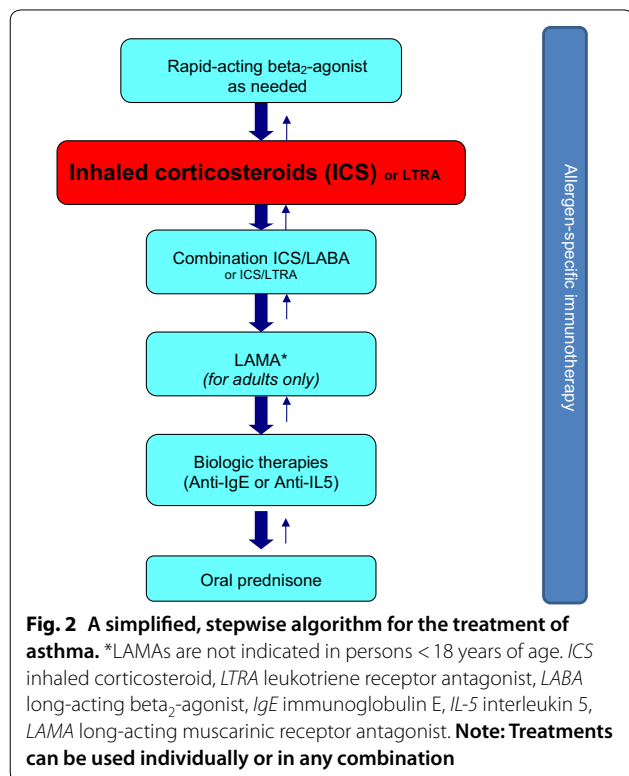 Rapid-acting beta₂-agonist
as needed
Inhaled corticosteroids (ICS) or LTRA
Combination ICS/LABA
or ICS/LTRA
LAMA*
(for adults only)
Biologic therapies
(Anti-IgE or Anti-IL5)
Oral prednisone
Allergen-specific immunotherapy
Fig. 2 A simplified, stepwise algorithm for the treatment of
asthma. *LAMAs are not indicated in persons < 18 years of age. ICS
inhaled corticosteroid, LTRA leukotriene receptor antagonist, LABA
long-acting beta₂-agonist, IgE immunoglobulin E, IL-5 interleukin 5,
LAMA long-acting muscarinic receptor antagonist. Note: Treatments
can be used individually or in any combination